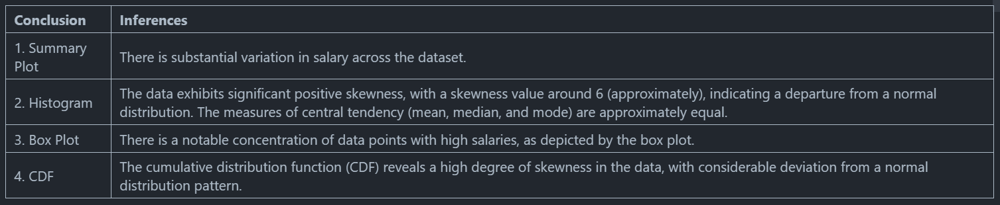 Conclusion Inferences
1. Summary Plot There is substantial variation in salary across the dataset.
2. Histogram The data exhibits significant positive skewness, with a skewness value around 6 (approximately), indicating a departure from a normal
distribution. The measures of central tendency (mean, median, and mode) are approximately equal.
3. Box Plot There is a notable concentration of data points with high salaries, as depicted by the box plot.
4. CDF The cumulative distribution function (CDF) reveals a high degree of skewness in the data, with considerable deviation from a normal
distribution pattern.